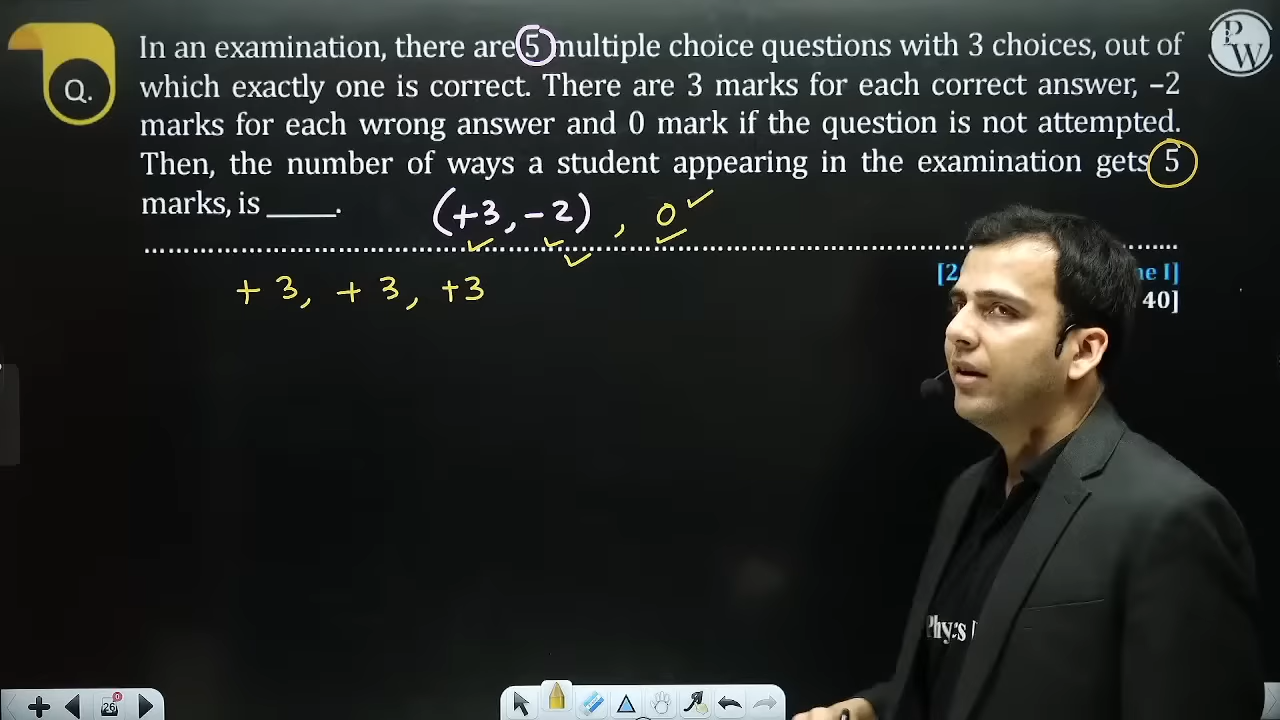 PW
Q.
In an examination, there are 5 multiple choice questions with 3 choices, out of
which exactly one is correct. There are 3 marks for each correct answer, –2
marks for each wrong answer and 0 mark if the question is not attempted.
Then, the number of ways a student appearing in the examination gets 5
marks, is _____.
(+3, -2), 0
[2 e I]
+3, +3, +3
40]
26